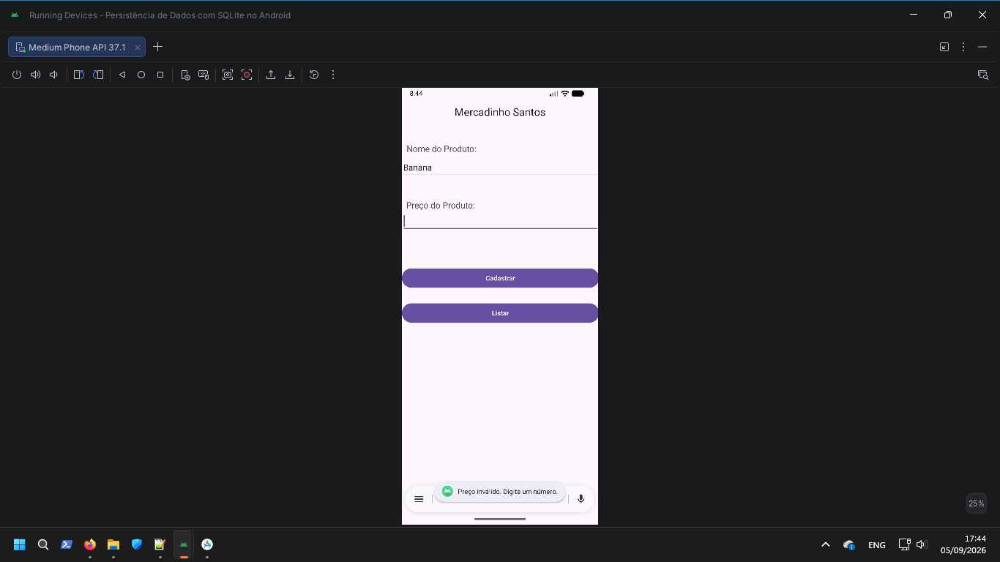 Running Devices - Persistência de Dados com SQLite no Android
Medium Phone API 37.1
8:44
Mercadinho Santos
Nome do Produto:
Banana
Preço do Produto:
Cadastrar
Listar
Preço inválido. Digite um número.
25%
ENG
17:44
05/09/2026